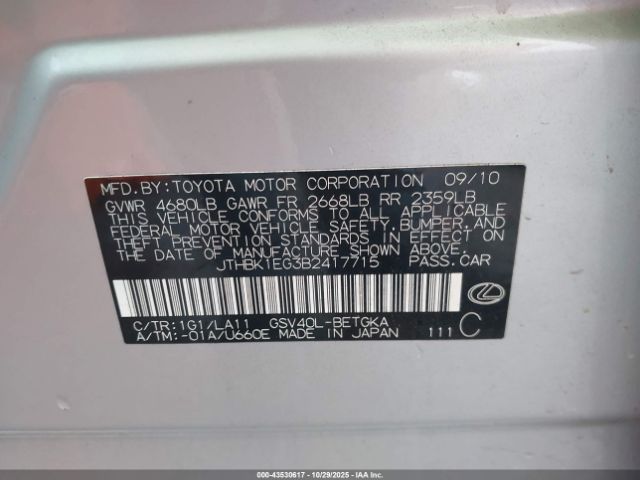 MFD. BY: TOYOTA MOTOR CORPORATION 09/10
GVWR 4680LB GAWR FR 2668LB RR 2359LB
THIS VEHICLE CONFORMS TO ALL APPLICABLE
FEDERAL MOTOR VEHICLE SAFETY, BUMPER, AND
THEFT PREVENTION STANDARDS IN EFFECT ON
THE DATE OF MANUFACTURE SHOWN ABOVE.
JTHBK1EG3B2417715 PASS.CAR
C/TR:1G1/LA11 GSV40L-BETGKA
A/TM:-01A/U660E MADE IN JAPAN 111 C
000-43530617 - 10/29/2025 - IAAI.CA